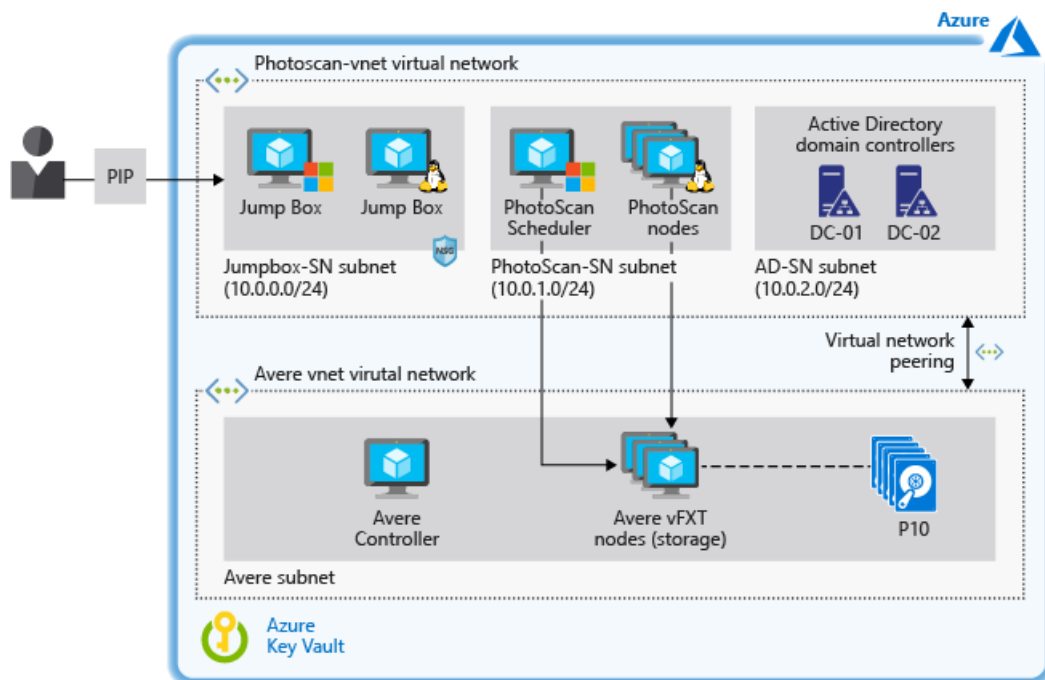 Azure
Photoscan-vnet virtual network
PIP
Jump Box
Jump Box
NSG
Jumpbox-SN subnet
(10.0.0.0/24)
PhotoScan
Scheduler
PhotoScan
nodes
PhotoScan-SN subnet
(10.0.1.0/24)
Active Directory
domain controllers
DC-01
DC-02
AD-SN subnet
(10.0.2.0/24)
Virtual network
peering
Avere vnet virutal network
Avere
Controller
Avere vFXT
nodes (storage)
P10
Avere subnet
Azure
Key Vault